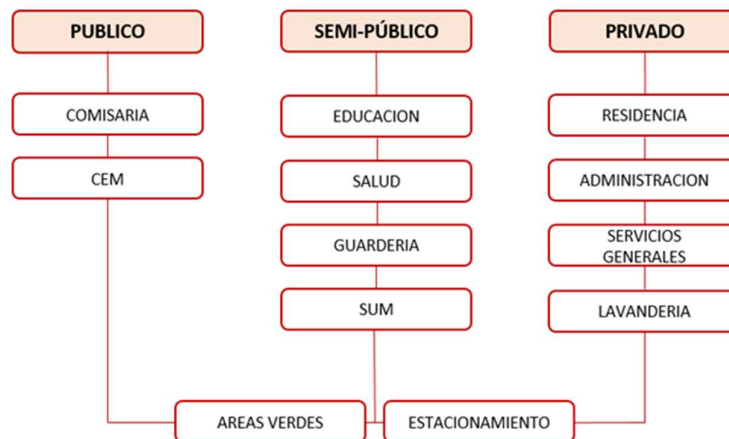 PUBLICO
COMISARIA
CEM
SEMI-PÚBLICO
EDUCACION
SALUD
GUARDERIA
SUM
PRIVADO
RESIDENCIA
ADMINISTRACION
SERVICIOS
GENERALES
LAVANDERIA
AREAS VERDES
ESTACIONAMIENTO